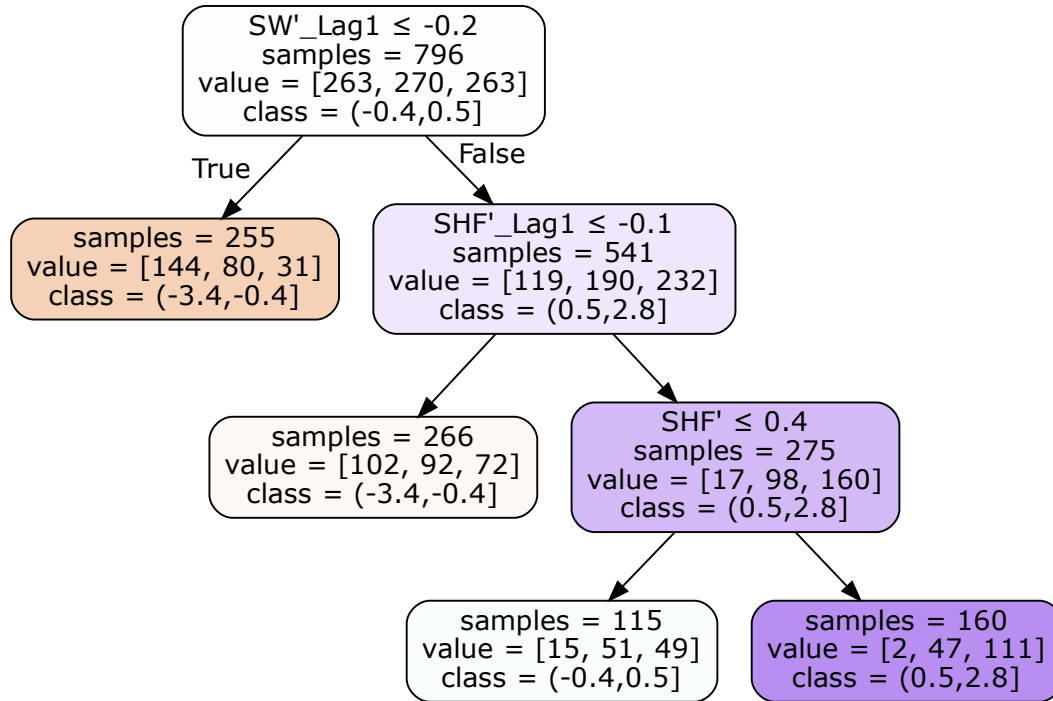 SW'_Lag1 ≤ -0.2
samples = 796
value = [263, 270, 263]
class = (-0.4,0.5]
True
False
samples = 255
value = [144, 80, 31]
class = (-3.4,-0.4]
SHF'_Lag1 ≤ -0.1
samples = 541
value = [119, 190, 232]
class = (0.5,2.8]
samples = 266
value = [102, 92, 72]
class = (-3.4,-0.4]
SHF' ≤ 0.4
samples = 275
value = [17, 98, 160]
class = (0.5,2.8]
samples = 115
value = [15, 51, 49]
class = (-0.4,0.5]
samples = 160
value = [2, 47, 111]
class = (0.5,2.8]